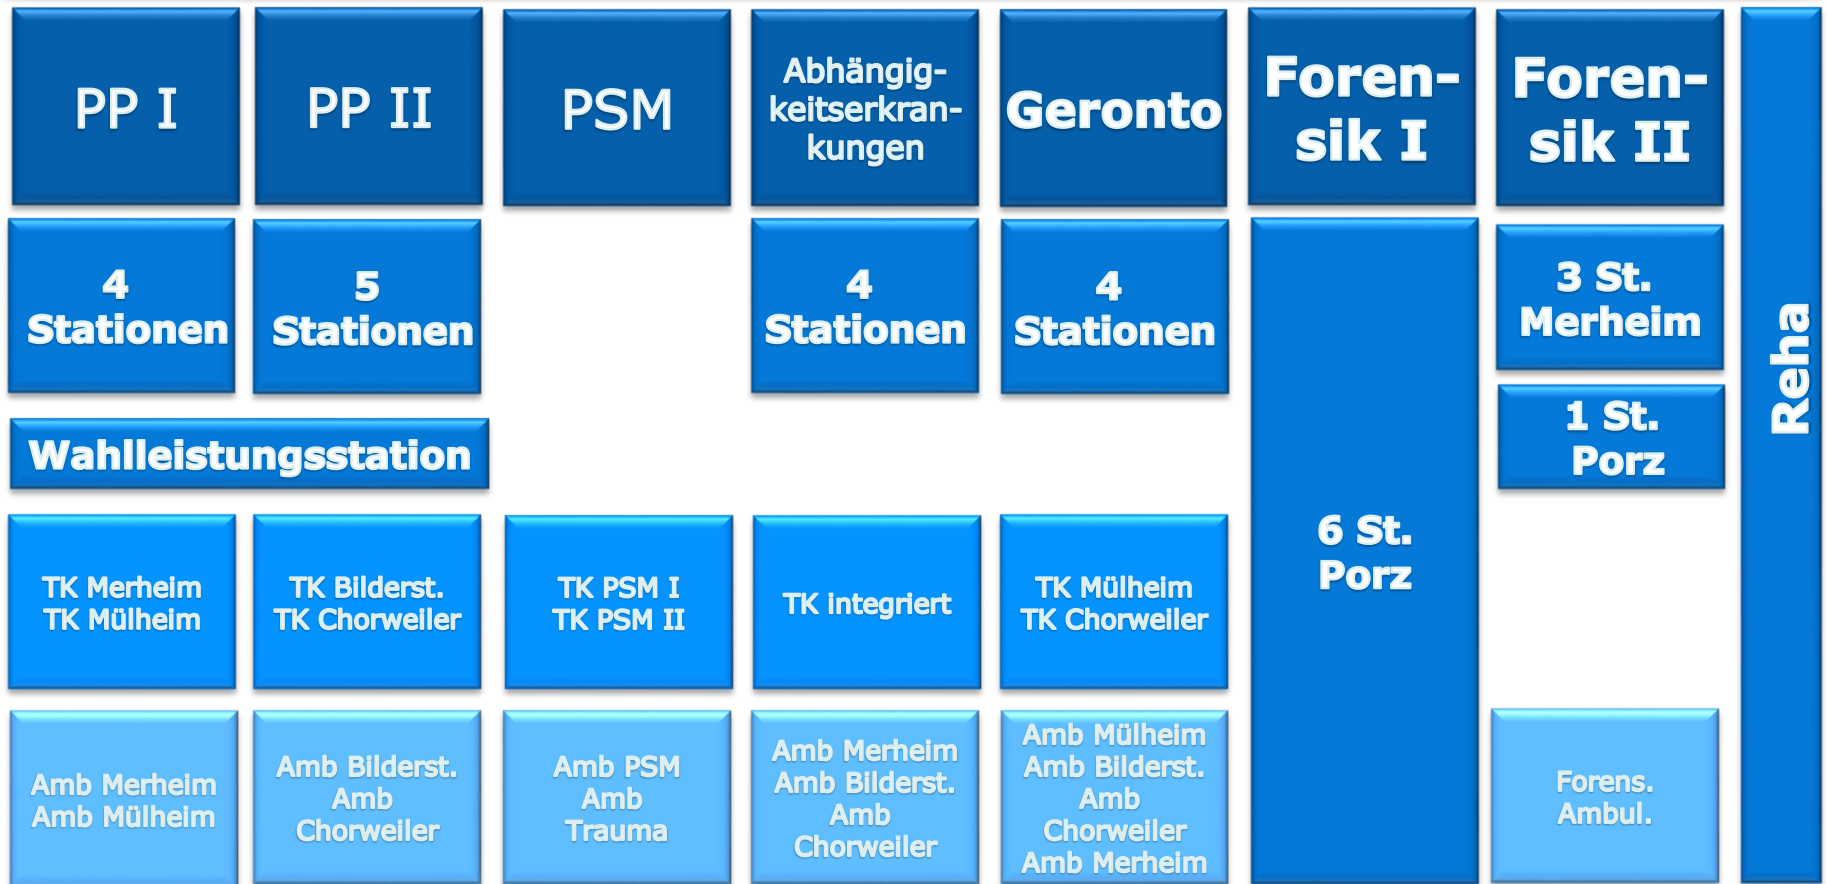 PP I
PP II
PSM
Abhängig-
keitserkran-
kungen
Geronto
Foren-
sik I
Foren-
sik II
Reha
4
Stationen
5
Stationen
4
Stationen
4
Stationen
6 St.
Porz
3 St.
Merheim
1 St.
Porz
Wahlleistungsstation
TK Merheim
TK Mülheim
TK Bilderst.
TK Chorweiler
TK PSM I
TK PSM II
TK integriert
TK Mülheim
TK Chorweiler
Amb Merheim
Amb Mülheim
Amb Bilderst.
Amb
Chorweiler
Amb PSM
Amb
Trauma
Amb Merheim
Amb Bilderst.
Amb
Chorweiler
Amb Mülheim
Amb Bilderst.
Amb
Chorweiler
Amb Merheim
Forens.
Ambul.